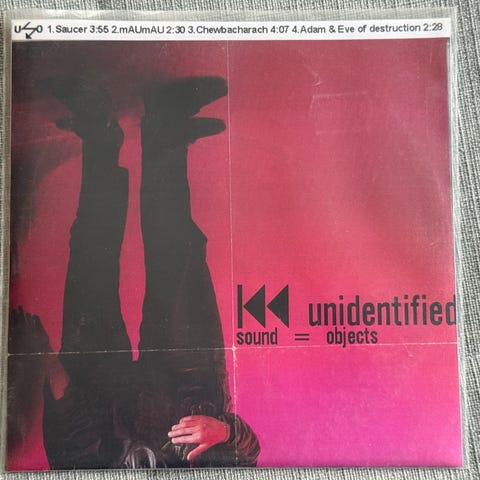 USO 1.Saucer 3:55 2.mAUmAU 2:30 3.Chewbacharach 4:07 4.Adam & Eve of destruction 2:28
unidentified
sound = objects